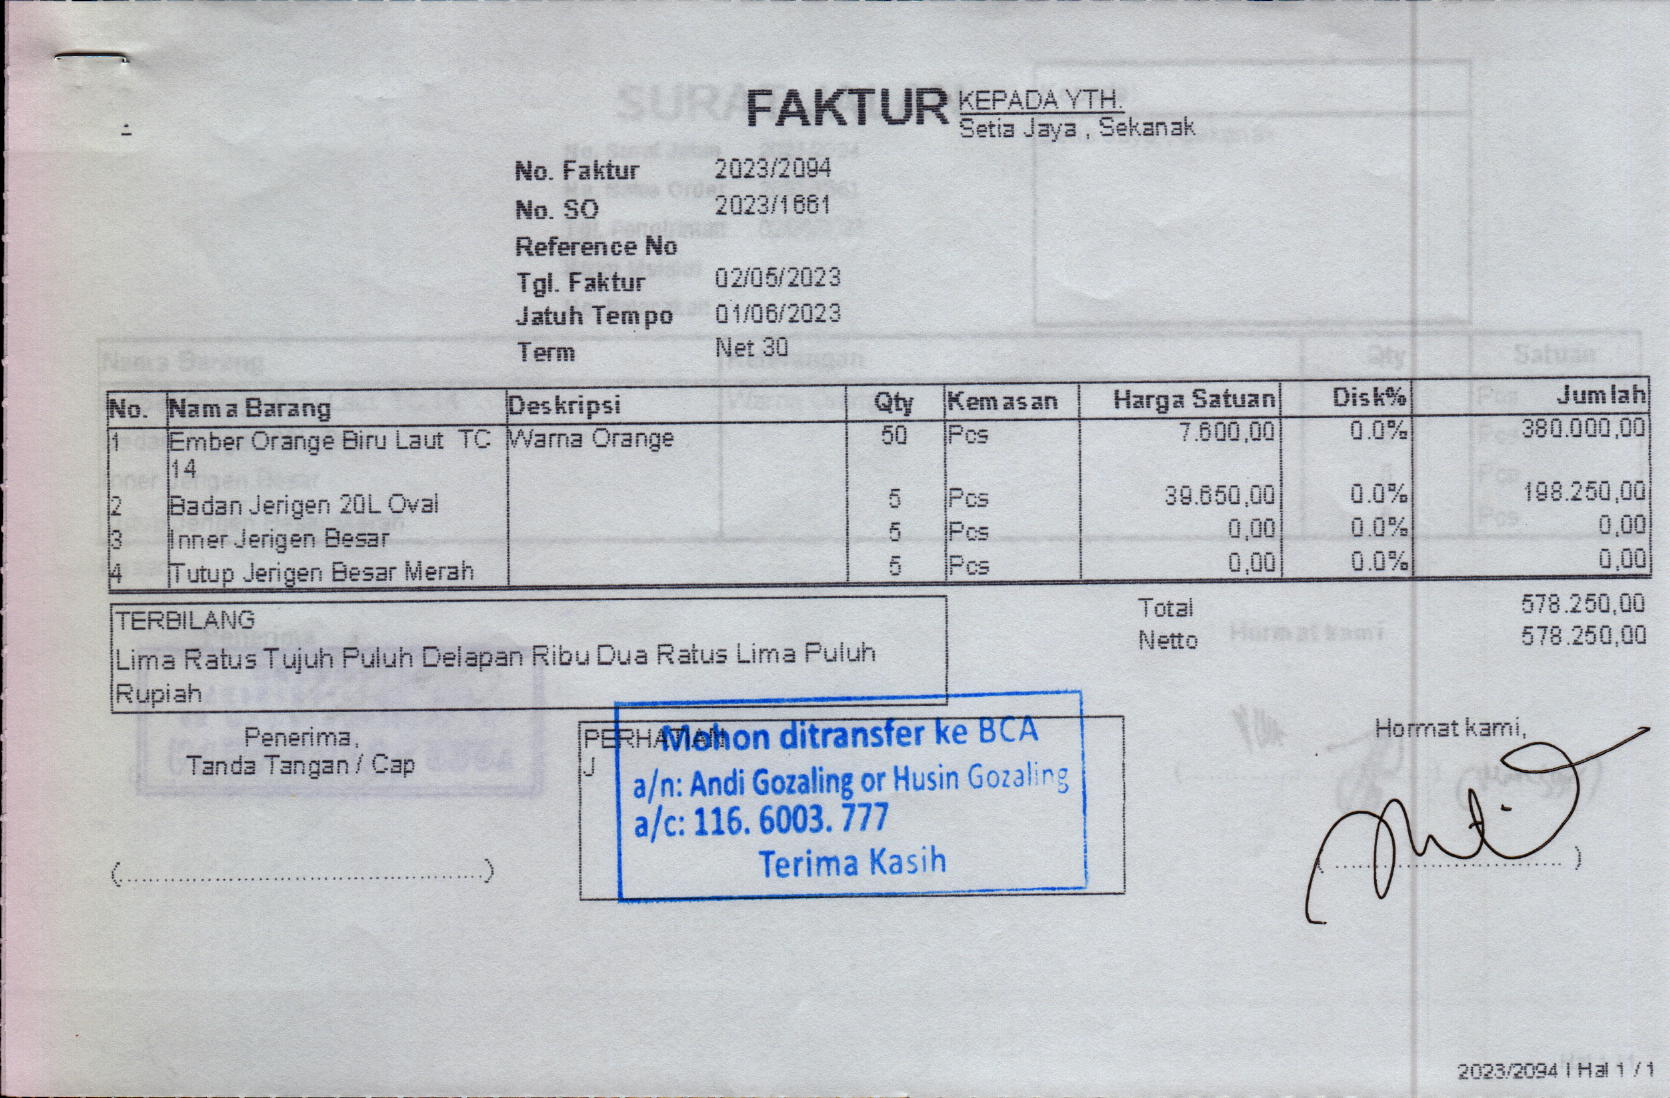 FAKTUR
KEPADA YTH.
Setia Jaya , Sekanak
No. Faktur 2023/2094
No. SO 2023/1661
Reference No
Tgl. Faktur 02/05/2023
Jatuh Tempo 01/06/2023
Term Net 30
No. Nama Barang Deskripsi Qty Kemasan Harga Satuan Disk% Jumlah
1 Ember Orange Biru Laut TC Warna Orange 50 Pcs 7.600,00 0.0% 380.000,00
14
2 Badan Jerigen 20L Oval 5 Pcs 39.650,00 0.0% 198.250,00
3 Inner Jerigen Besar 5 Pcs 0,00 0.0% 0,00
4 Tutup Jerigen Besar Merah 5 Pcs 0,00 0.0% 0,00
TERBILANG
Lima Ratus Tujuh Puluh Delapan Ribu Dua Ratus Lima Puluh
Rupiah
Total 578.250,00
Netto 578.250,00
Penerima,
Tanda Tangan / Cap
(................................................)
PERHATIAN
J
Mohon ditransfer ke BCA
a/n: Andi Gozaling or Husin Gozaling
a/c: 116. 6003. 777
Terima Kasih
Hormat kami,
2023/2094 | Hal 1 / 1